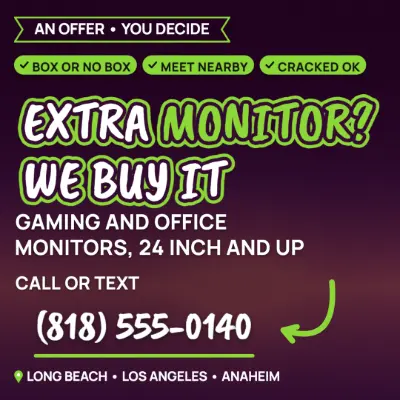 AN OFFER • YOU DECIDE
BOX OR NO BOX MEET NEARBY CRACKED OK
EXTRA MONITOR?
WE BUY IT
GAMING AND OFFICE
MONITORS, 24 INCH AND UP
CALL OR TEXT
(818) 555-0140
LONG BEACH • LOS ANGELES • ANAHEIM